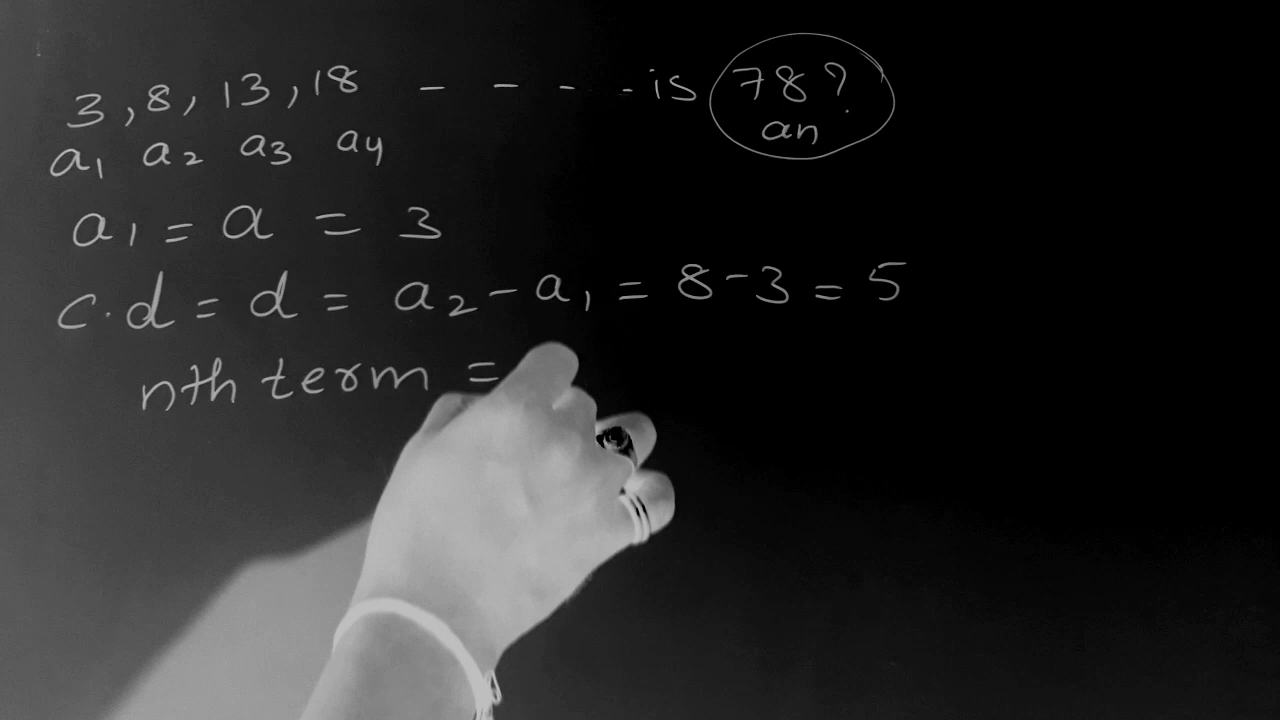 3, 8, 13, 18 - - - - - is 78?
a1 a2 a3 a4 an
a1 = a = 3
c.d = d = a2 - a1 = 8 - 3 = 5
nth term =